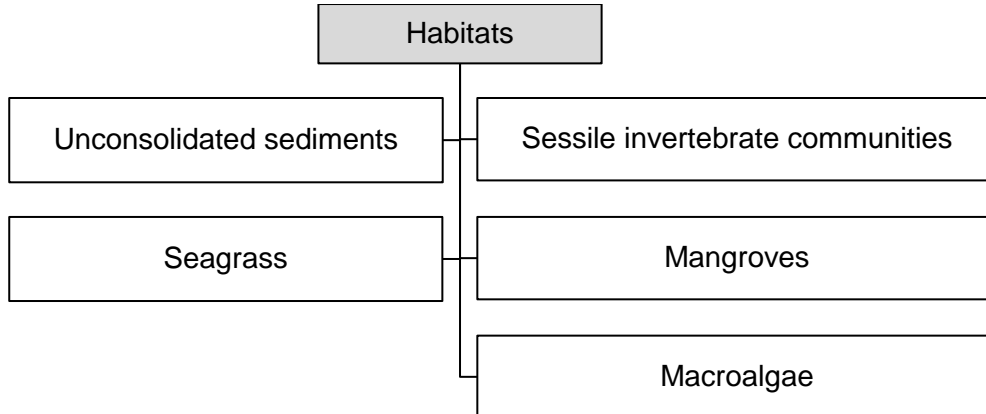 Habitats
Unconsolidated sediments
Sessile invertebrate communities
Seagrass
Mangroves
Macroalgae